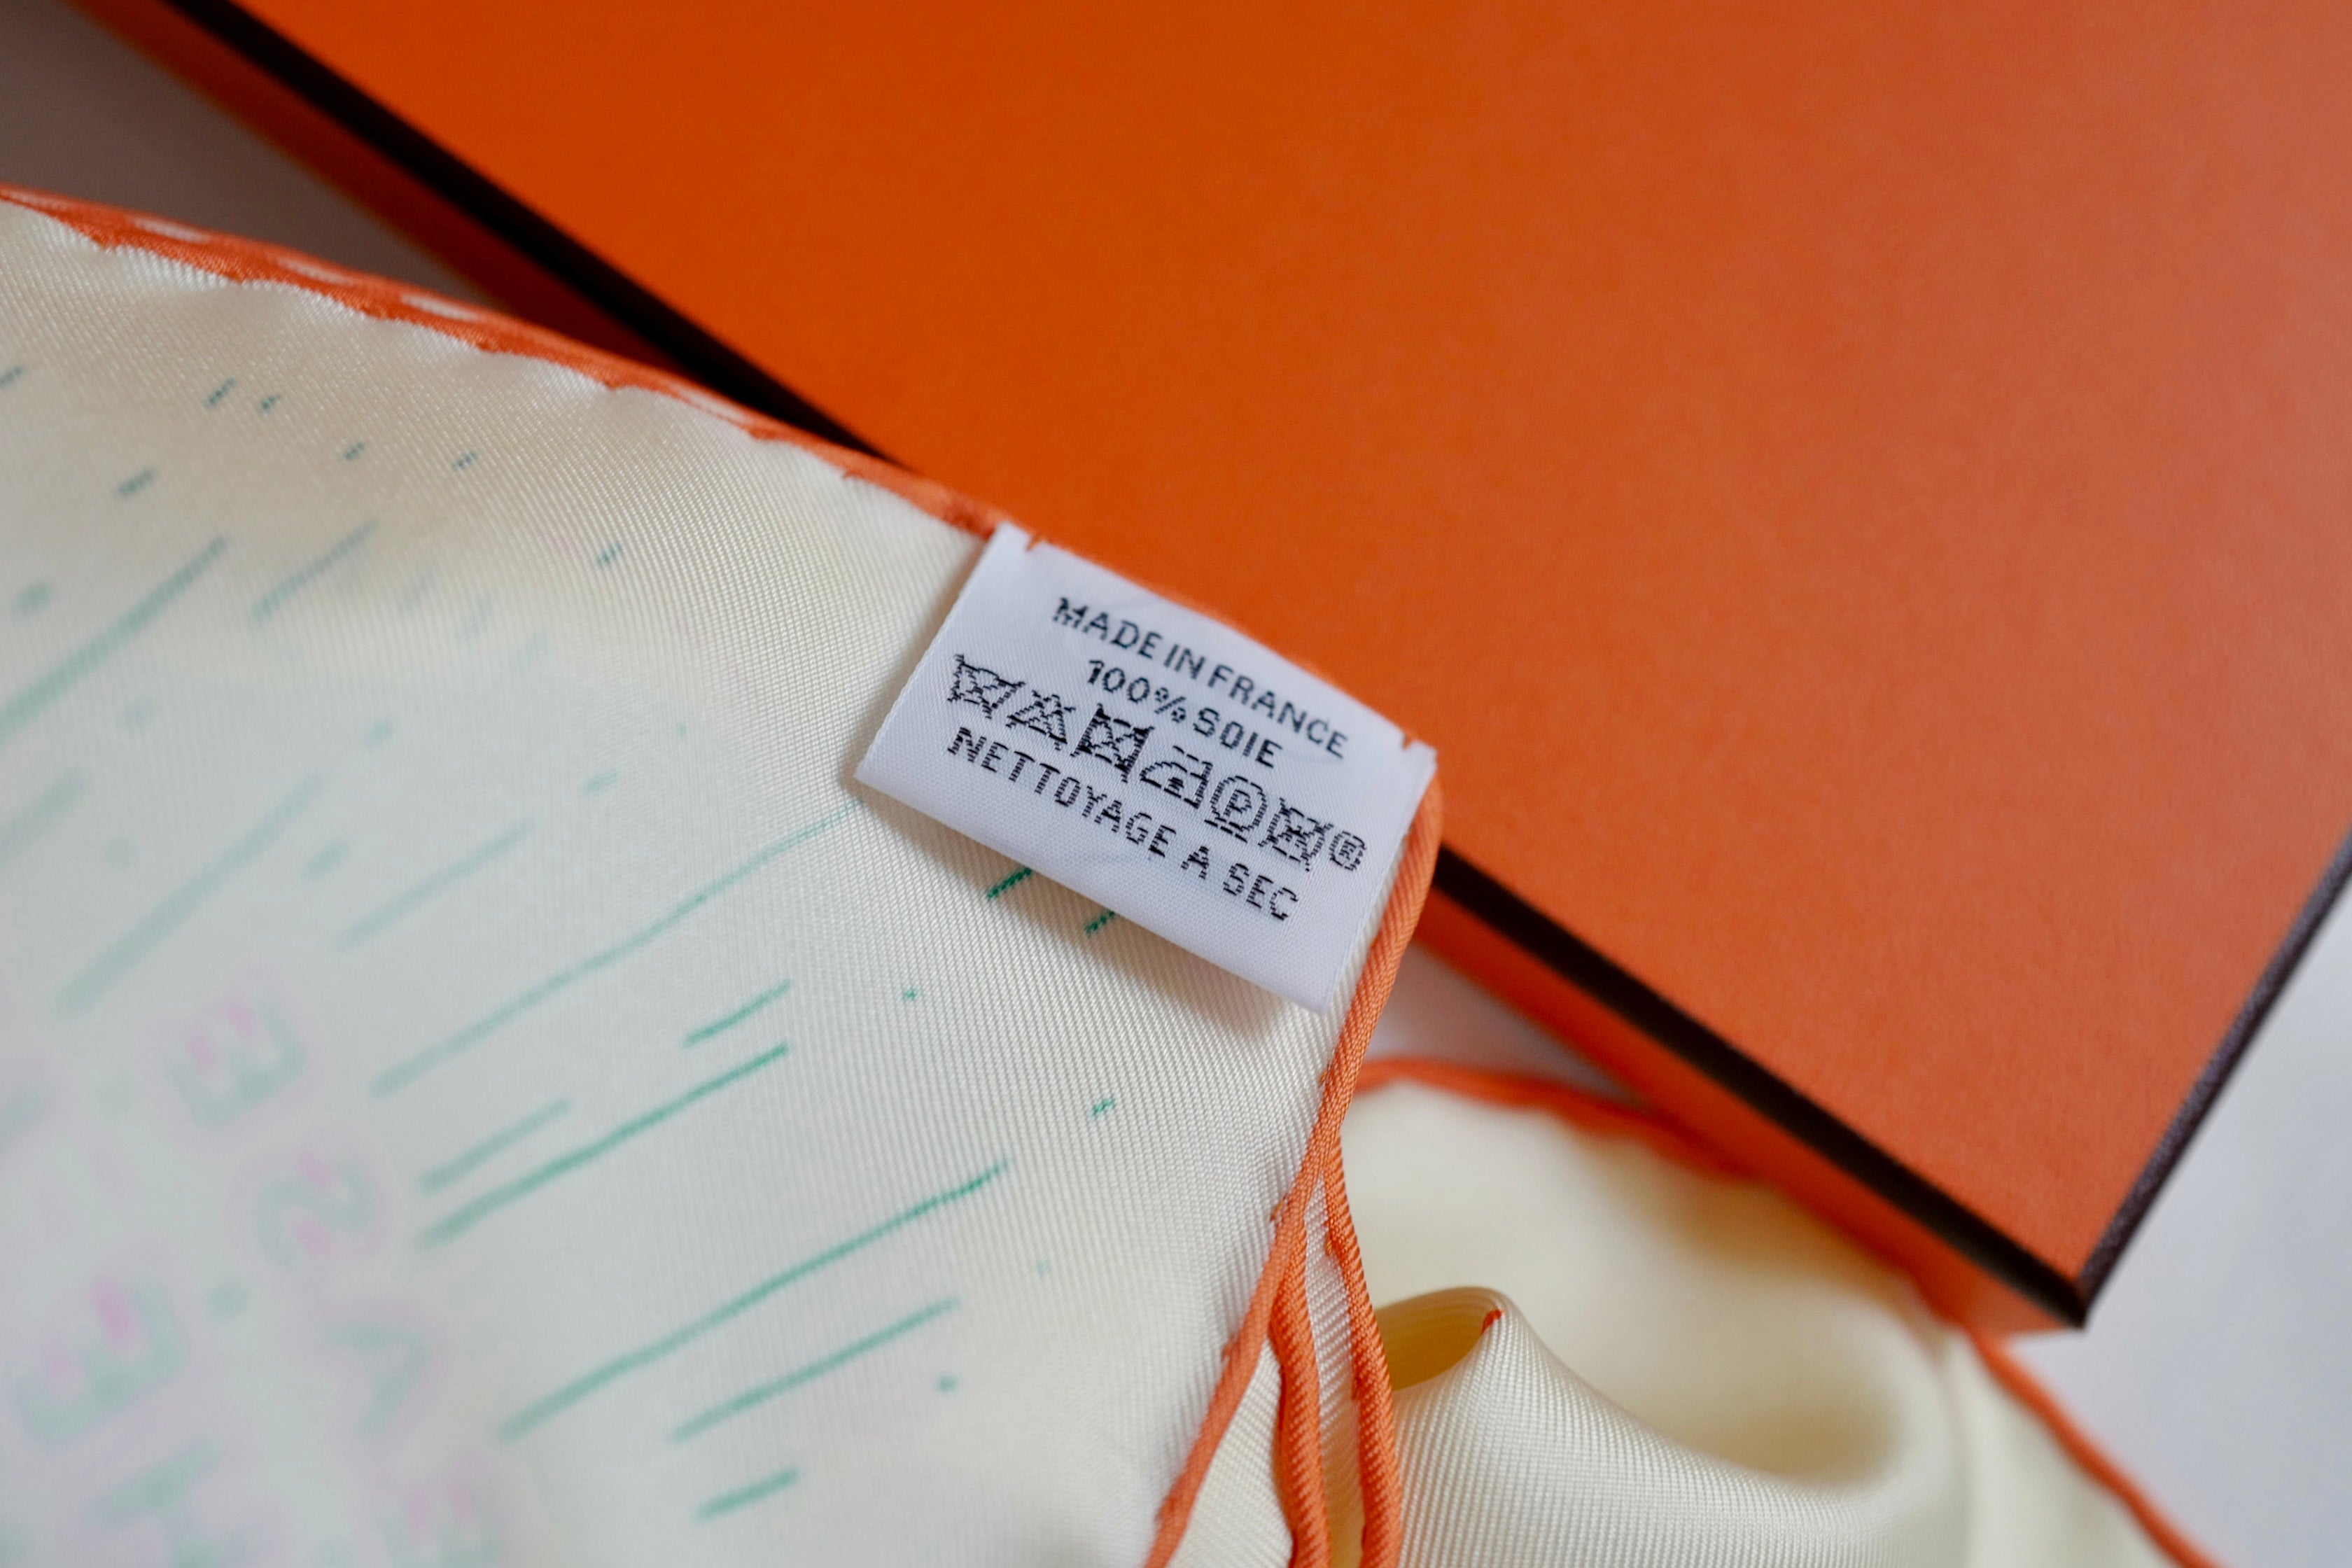 MADE IN FRANCE
100% SOIE
P
NETTOYAGE A SEC